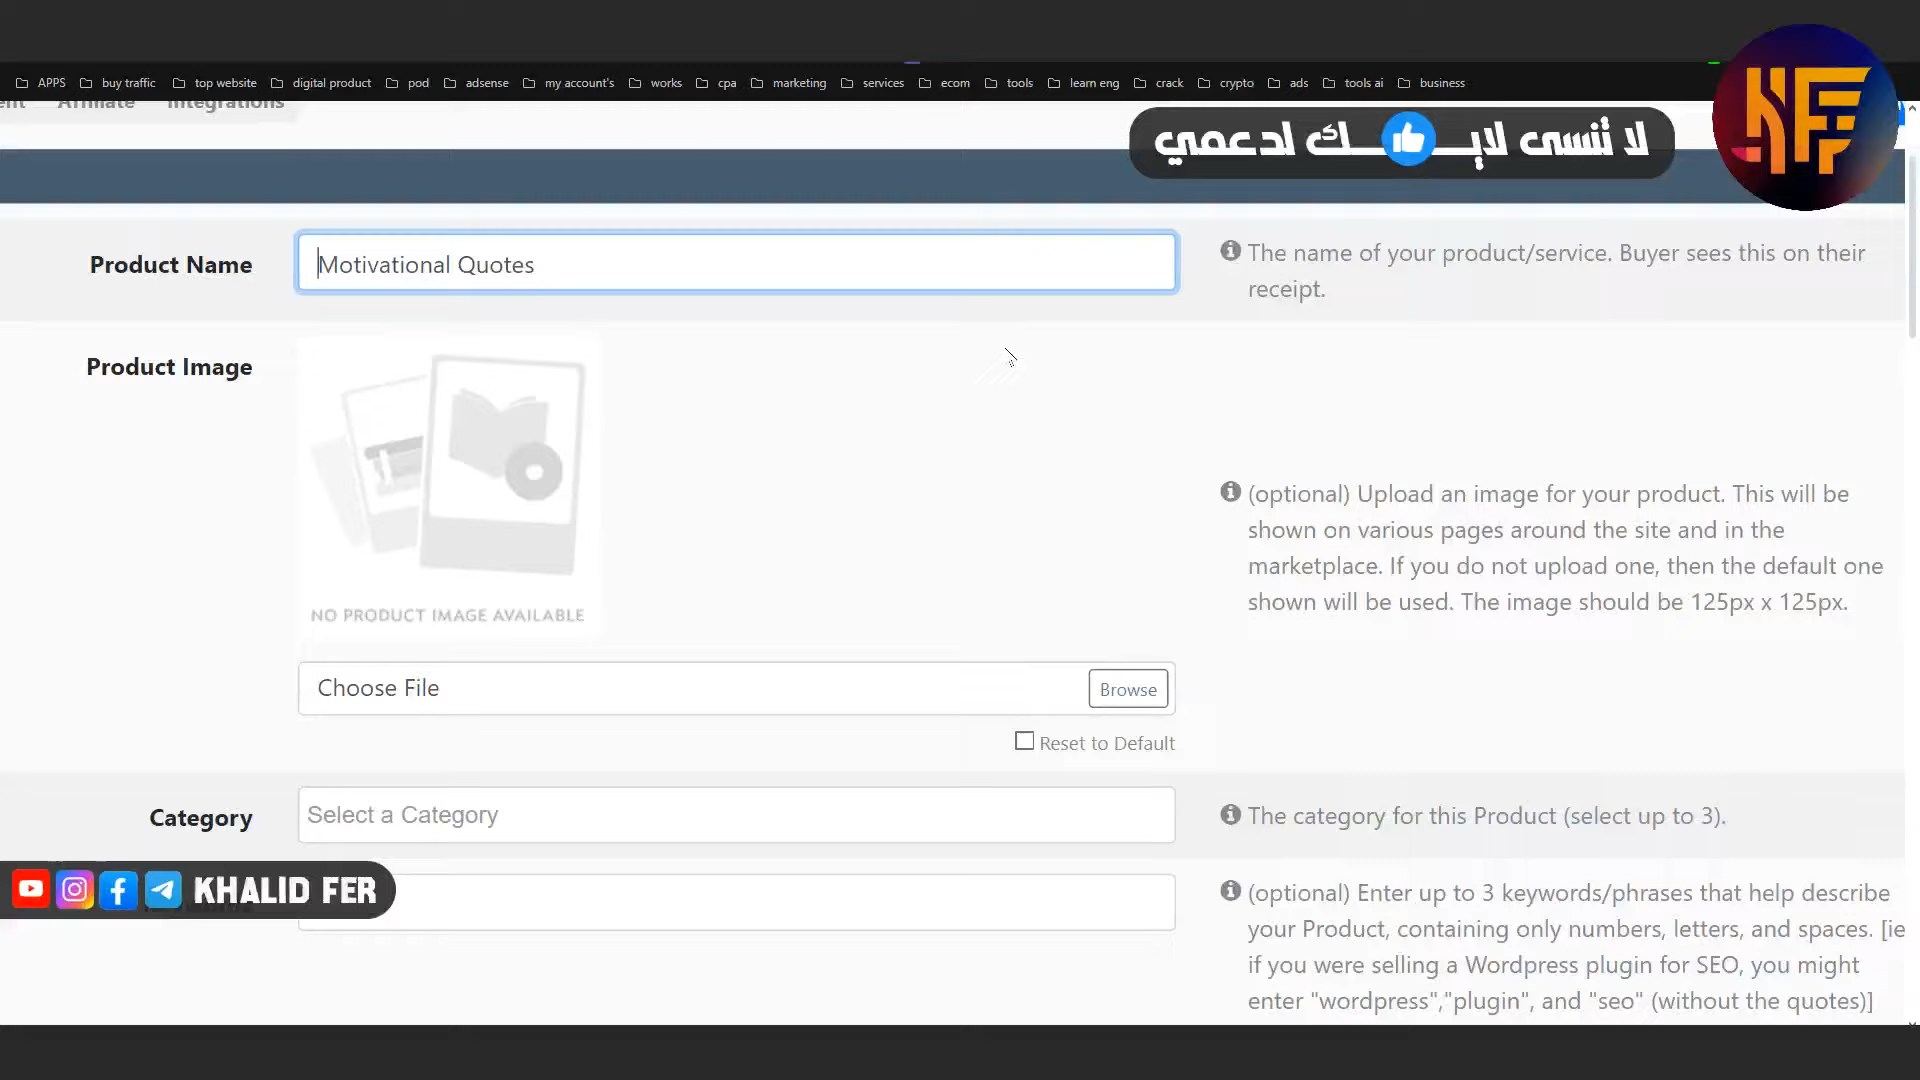 APPS buy traffic top website digital product pod adsense my account's works cpa marketing services ecom tools learn eng crack crypto ads tools ai business
Affiliate Integrations
لا تنسى لايـــك ادعمي
KF
Product Name
Motivational Quotes
The name of your product/service. Buyer sees this on their
receipt.
Product Image
NO PRODUCT IMAGE AVAILABLE
(optional) Upload an image for your product. This will be
shown on various pages around the site and in the
marketplace. If you do not upload one, then the default one
shown will be used. The image should be 125px x 125px.
Choose File
Browse
Reset to Default
Category
Select a Category
The category for this Product (select up to 3).
KHALID FER
(optional) Enter up to 3 keywords/phrases that help describe
your Product, containing only numbers, letters, and spaces. [ie
if you were selling a Wordpress plugin for SEO, you might
enter "wordpress","plugin", and "seo" (without the quotes)]